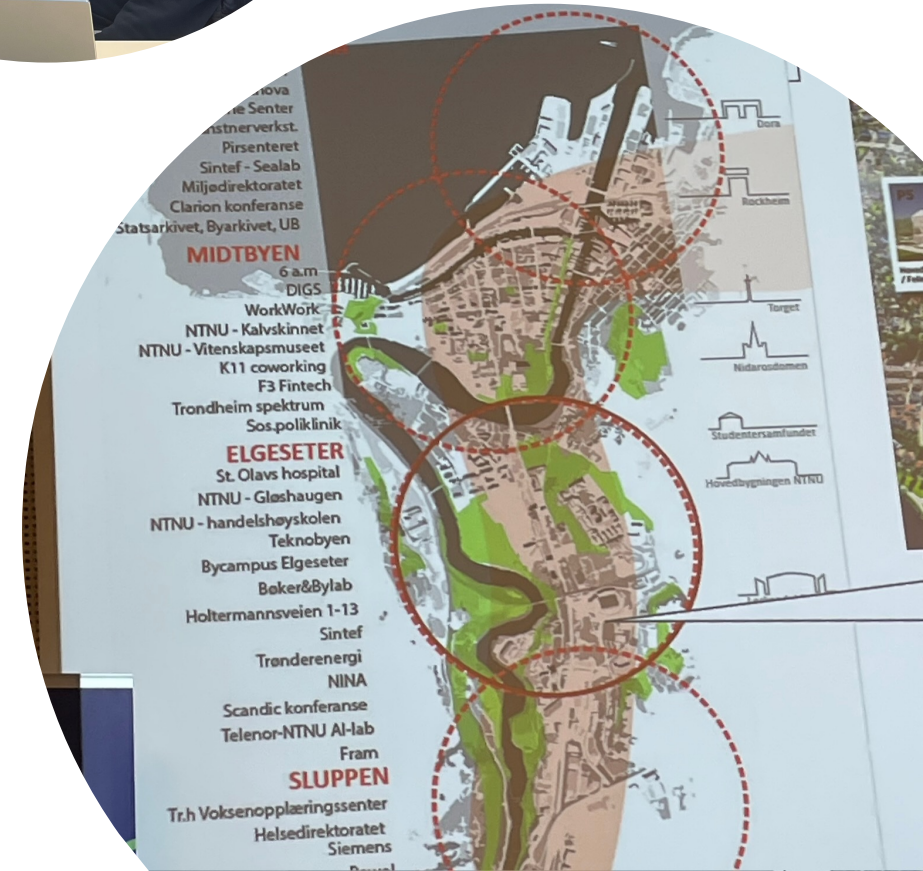 Senter
Pirsenteret
Sintef - Sealab
Miljødirektoratet
Clarion konferanse
Statsarkivet, Byarkivet, UB
MIDTBYEN
6 a.m
DIGS
WorkWork
NTNU - Kalvskinnet
NTNU - Vitenskapsmuseet
K11 coworking
F3 Fintech
Trondheim spektrum
Sos.poliklinik
ELGESETER
St. Olavs hospital
NTNU - Gløshaugen
NTNU - handelshøyskolen
Teknobyen
Bycampus Elgeseter
Bøker&Bylab
Holtermannsveien 1-13
Sintef
Trønderenergi
NINA
Scandic konferanse
Telenor-NTNU AI-lab
Fram
SLUPPEN
Tr.h Voksenopplæringssenter
Helsedirektoratet
Siemens
Dora
Rockheim
Torget
Nidarosdomen
Studentersamfundet
Hovedbygningen NTNU
PS